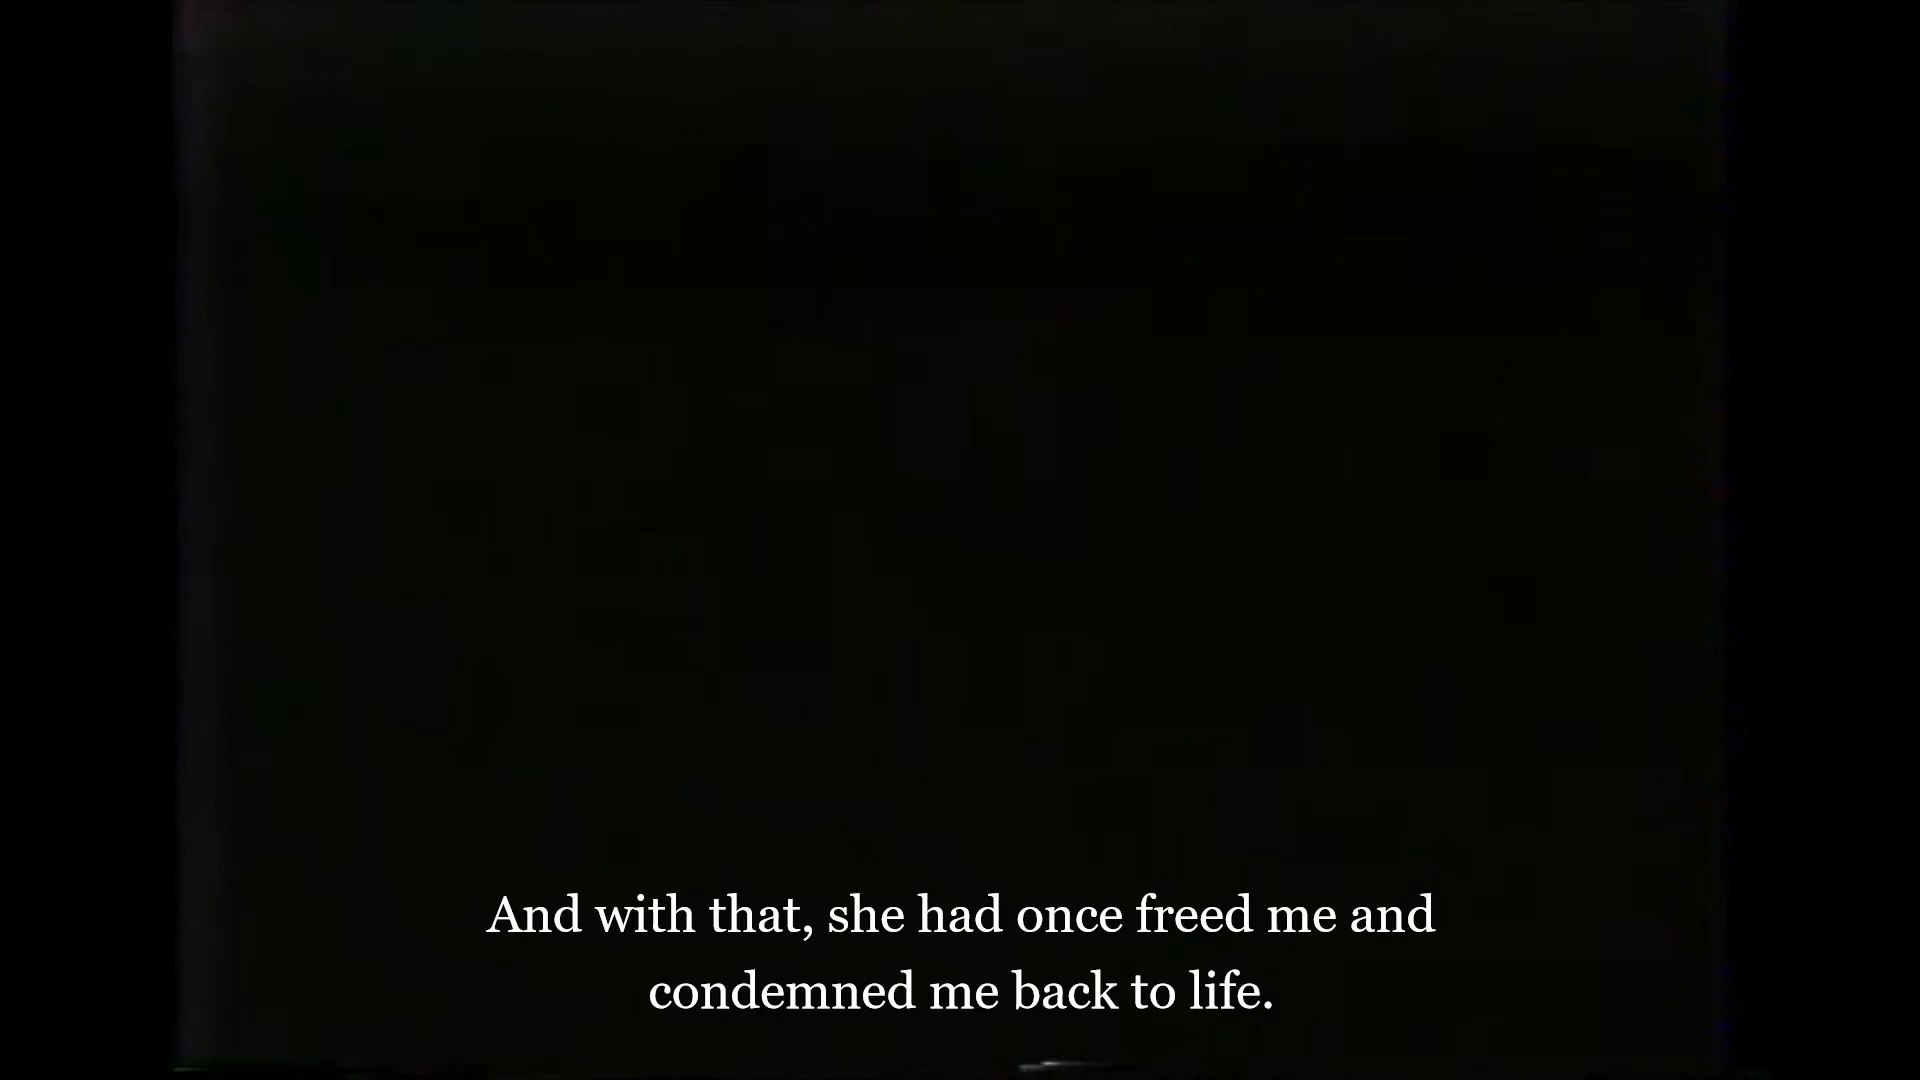 And with that, she had once freed me and
condemned me back to life.